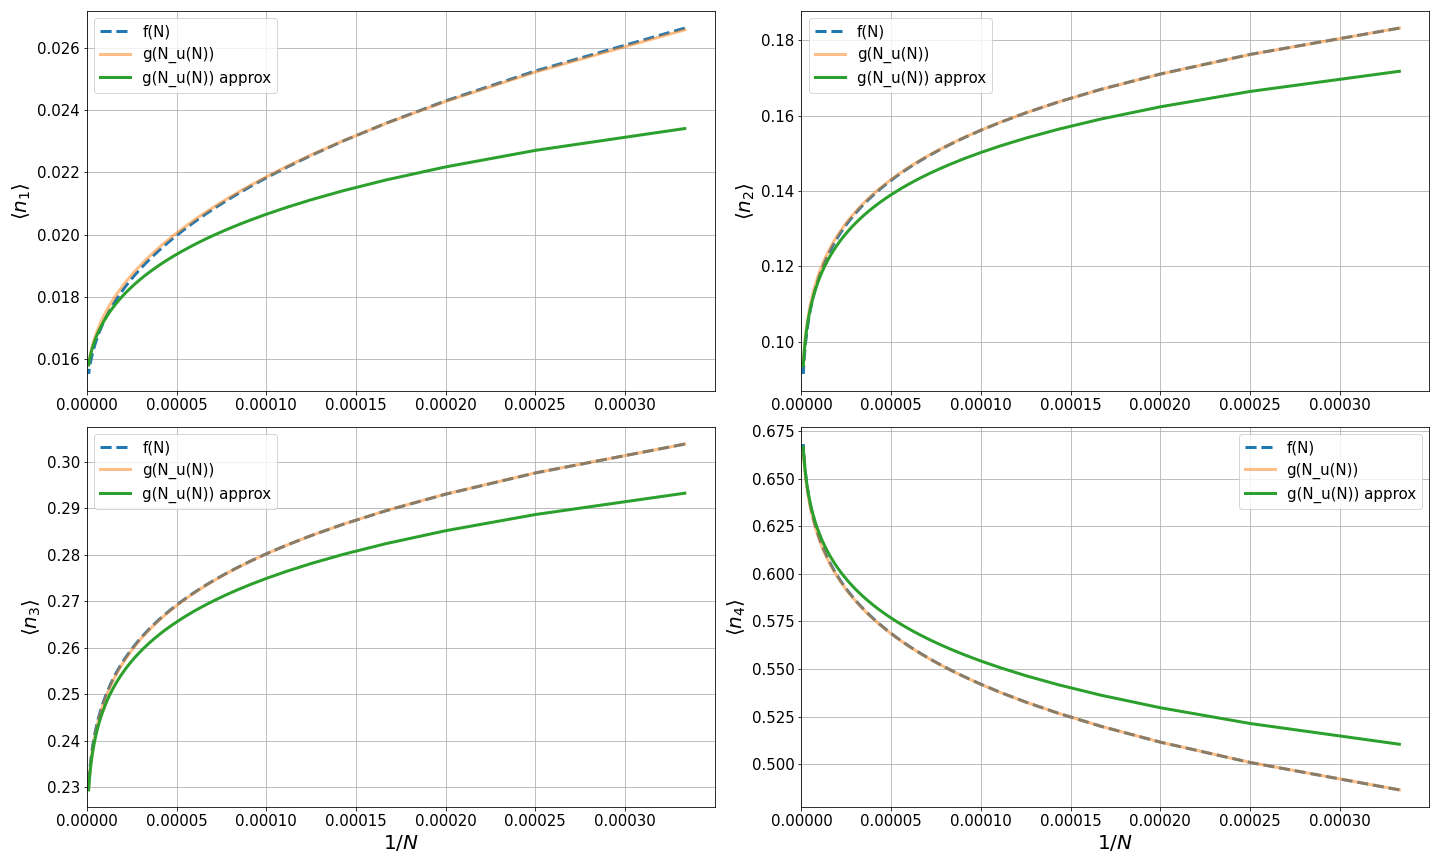 f(N)
g(N_u(N))
g(N_u(N)) approx
⟨n₁⟩
0.026
0.024
0.022
0.020
0.018
0.016
0.00000 0.00005 0.00010 0.00015 0.00020 0.00025 0.00030
f(N)
g(N_u(N))
g(N_u(N)) approx
⟨n₂⟩
0.18
0.16
0.14
0.12
0.10
0.00000 0.00005 0.00010 0.00015 0.00020 0.00025 0.00030
f(N)
g(N_u(N))
g(N_u(N)) approx
⟨n₃⟩
0.30
0.29
0.28
0.27
0.26
0.25
0.24
0.23
0.00000 0.00005 0.00010 0.00015 0.00020 0.00025 0.00030
1/N
f(N)
g(N_u(N))
g(N_u(N)) approx
⟨n₄⟩
0.675
0.650
0.625
0.600
0.575
0.550
0.525
0.500
0.00000 0.00005 0.00010 0.00015 0.00020 0.00025 0.00030
1/N